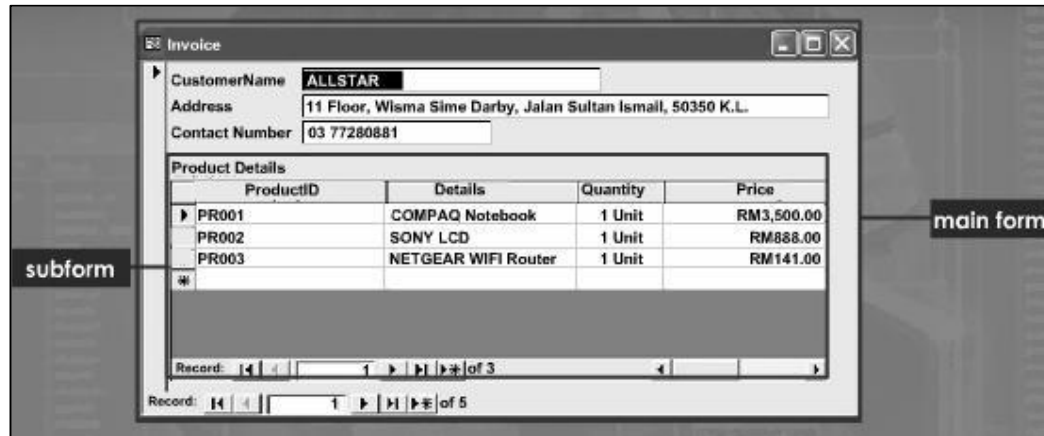 Invoice
CustomerName ALLSTAR
Address 11 Floor, Wisma Sime Darby, Jalan Sultan Ismail, 50350 K.L.
Contact Number 03 77280881
Product Details
ProductID Details Quantity Price
PR001 COMPAQ Notebook 1 Unit RM3,500.00
PR002 SONY LCD 1 Unit RM888.00
PR003 NETGEAR WIFI Router 1 Unit RM141.00
main form
subform
Record: 1 of 3
Record: 1 of 5